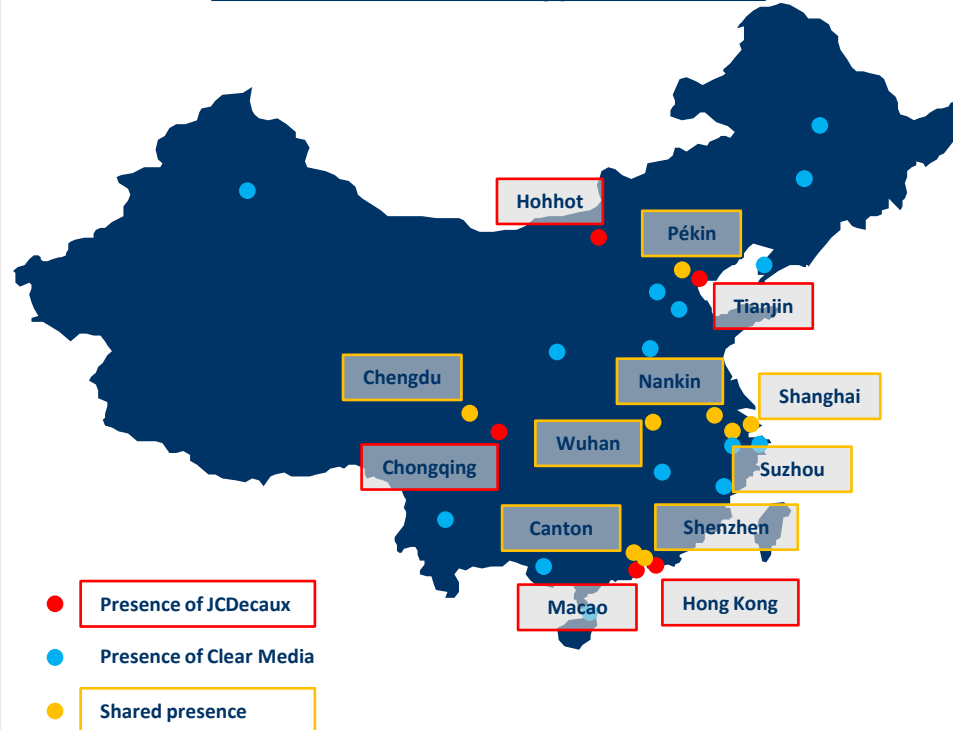 Hohhot
Pékin
Tianjin
Chengdu
Nankin
Shanghai
Wuhan
Chongqing
Suzhou
Canton
Shenzhen
Macao
Hong Kong
Presence of JCDecaux
Presence of Clear Media
Shared presence